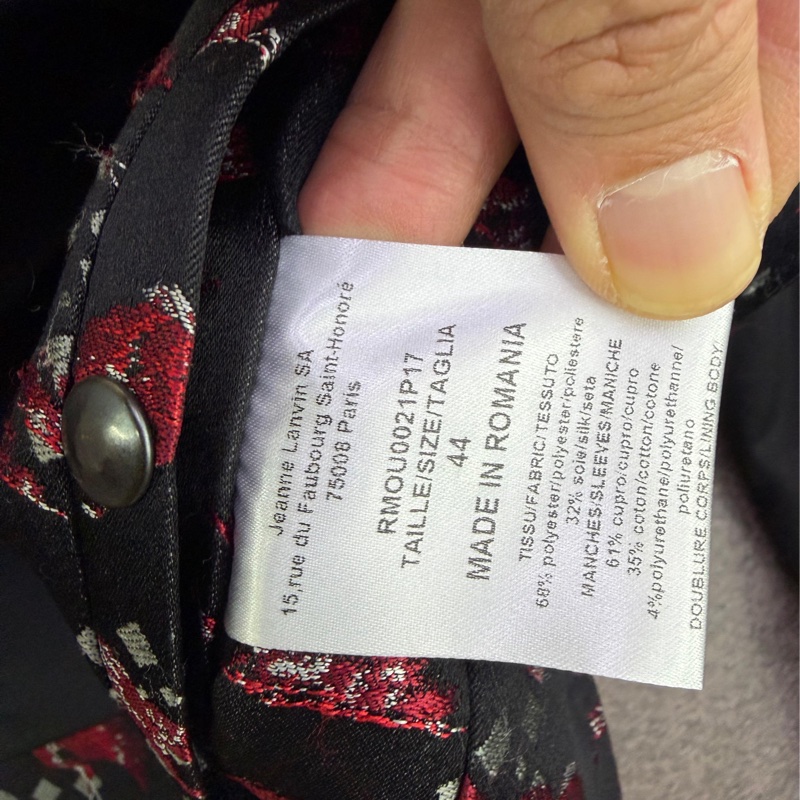 Jeanne Lanvin SA
15,rue du Faubourg Saint-Honoré
75008 Paris
RMOU0021P17
TAILLE/SIZE/TAGLIA
44
MADE IN ROMANIA
TISSU/FABRIC/TESSUTO
68% polyester/polyester/poliestere
32% soie/silk/seta
MANCHES/SLEEVES/MANICHE
61% cupro/cupro/cupro
35% coton/cotton/cotone
4%polyurethane/polyurethanne/
poliuretano
DOUBLURE CORPS/LINING BODY/